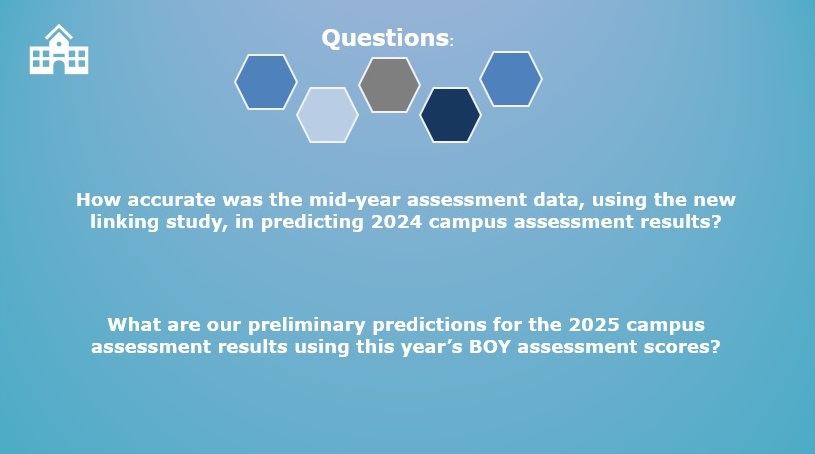 Questions:
How accurate was the mid-year assessment data, using the new
linking study, in predicting 2024 campus assessment results?
What are our preliminary predictions for the 2025 campus
assessment results using this year’s BOY assessment scores?